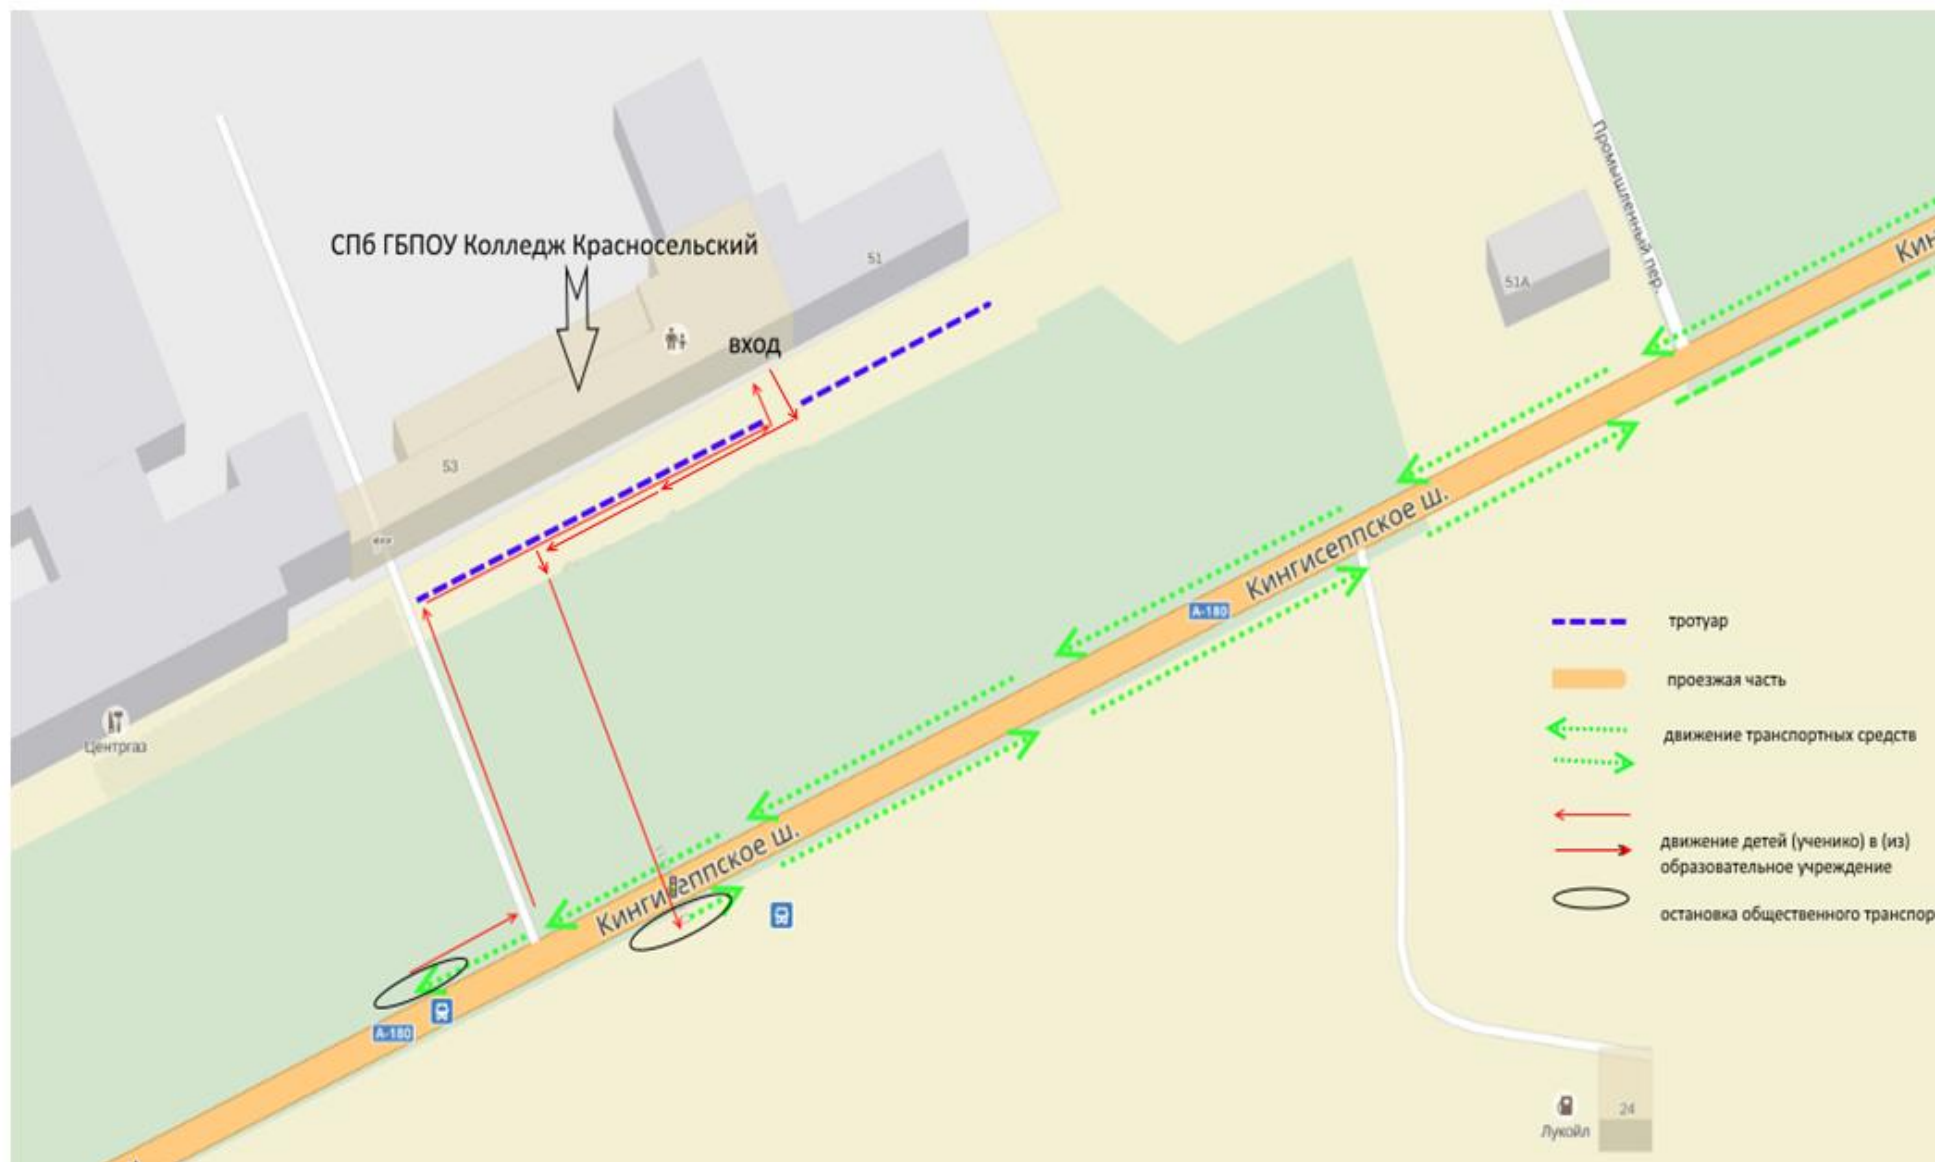 Промышленный пер.
СПб ГБПОУ Колледж Красносельский
51
51А
Кин
вход
53
Кингисеппское ш.
А-180
тротуар
проезжая часть
Центргаз
движение транспортных средств
Кингисеппское ш.
движение детей (ученико) в (из)
образовательное учреждение
остановка общественного транспор
А-180
24
Лукойл